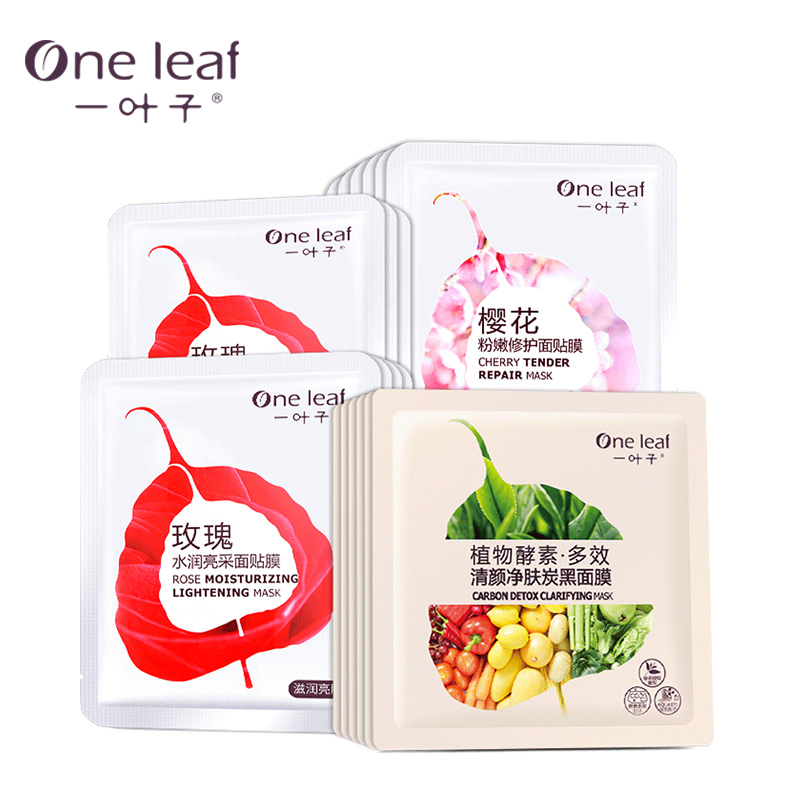 One leaf
一叶子®
One leaf
一叶子
樱花
粉嫩修护面贴膜
CHERRY TENDER
REPAIR MASK
One leaf
一叶子
玫瑰
One leaf
一叶子
玫瑰
水润亮采面贴膜
ROSE MOISTURIZING
LIGHTENING MASK
滋润亮
One leaf
一叶子®
植物酵素·多效
清颜净肤炭黑面膜
CARBON DETOX CLARIFYING MASK